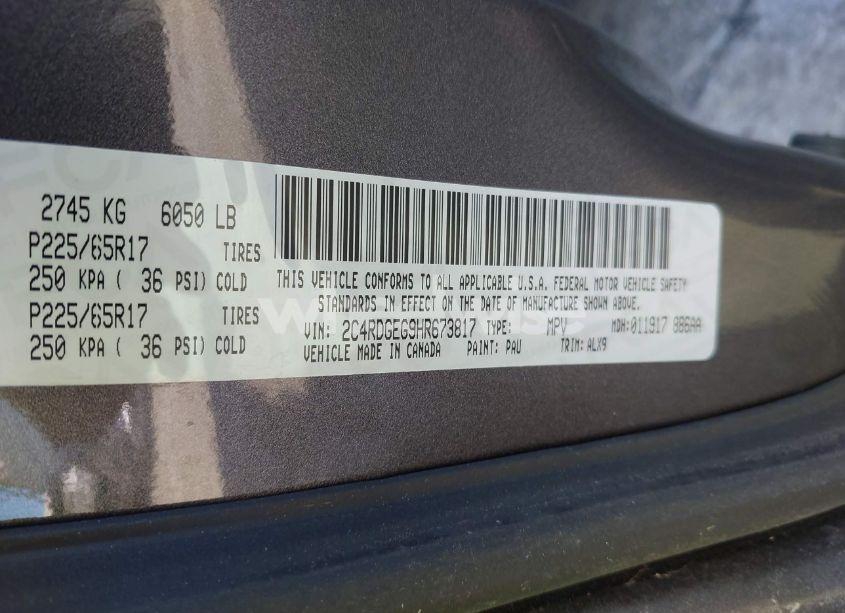 2745 KG 6050 LB
P225/65R17 TIRES
250 KPA ( 36 PSI) COLD
P225/65R17 TIRES
250 KPA ( 36 PSI) COLD
THIS VEHICLE CONFORMS TO ALL APPLICABLE U.S.A. FEDERAL MOTOR VEHICLE SAFETY
STANDARDS IN EFFECT ON THE DATE OF MANUFACTURE SHOWN ABOVE.
VIN: 2C4RDGEG9HR673817 TYPE: MPV MDH:011917 086AA
VEHICLE MADE IN CANADA PAINT: PAU TRIM: ALX9